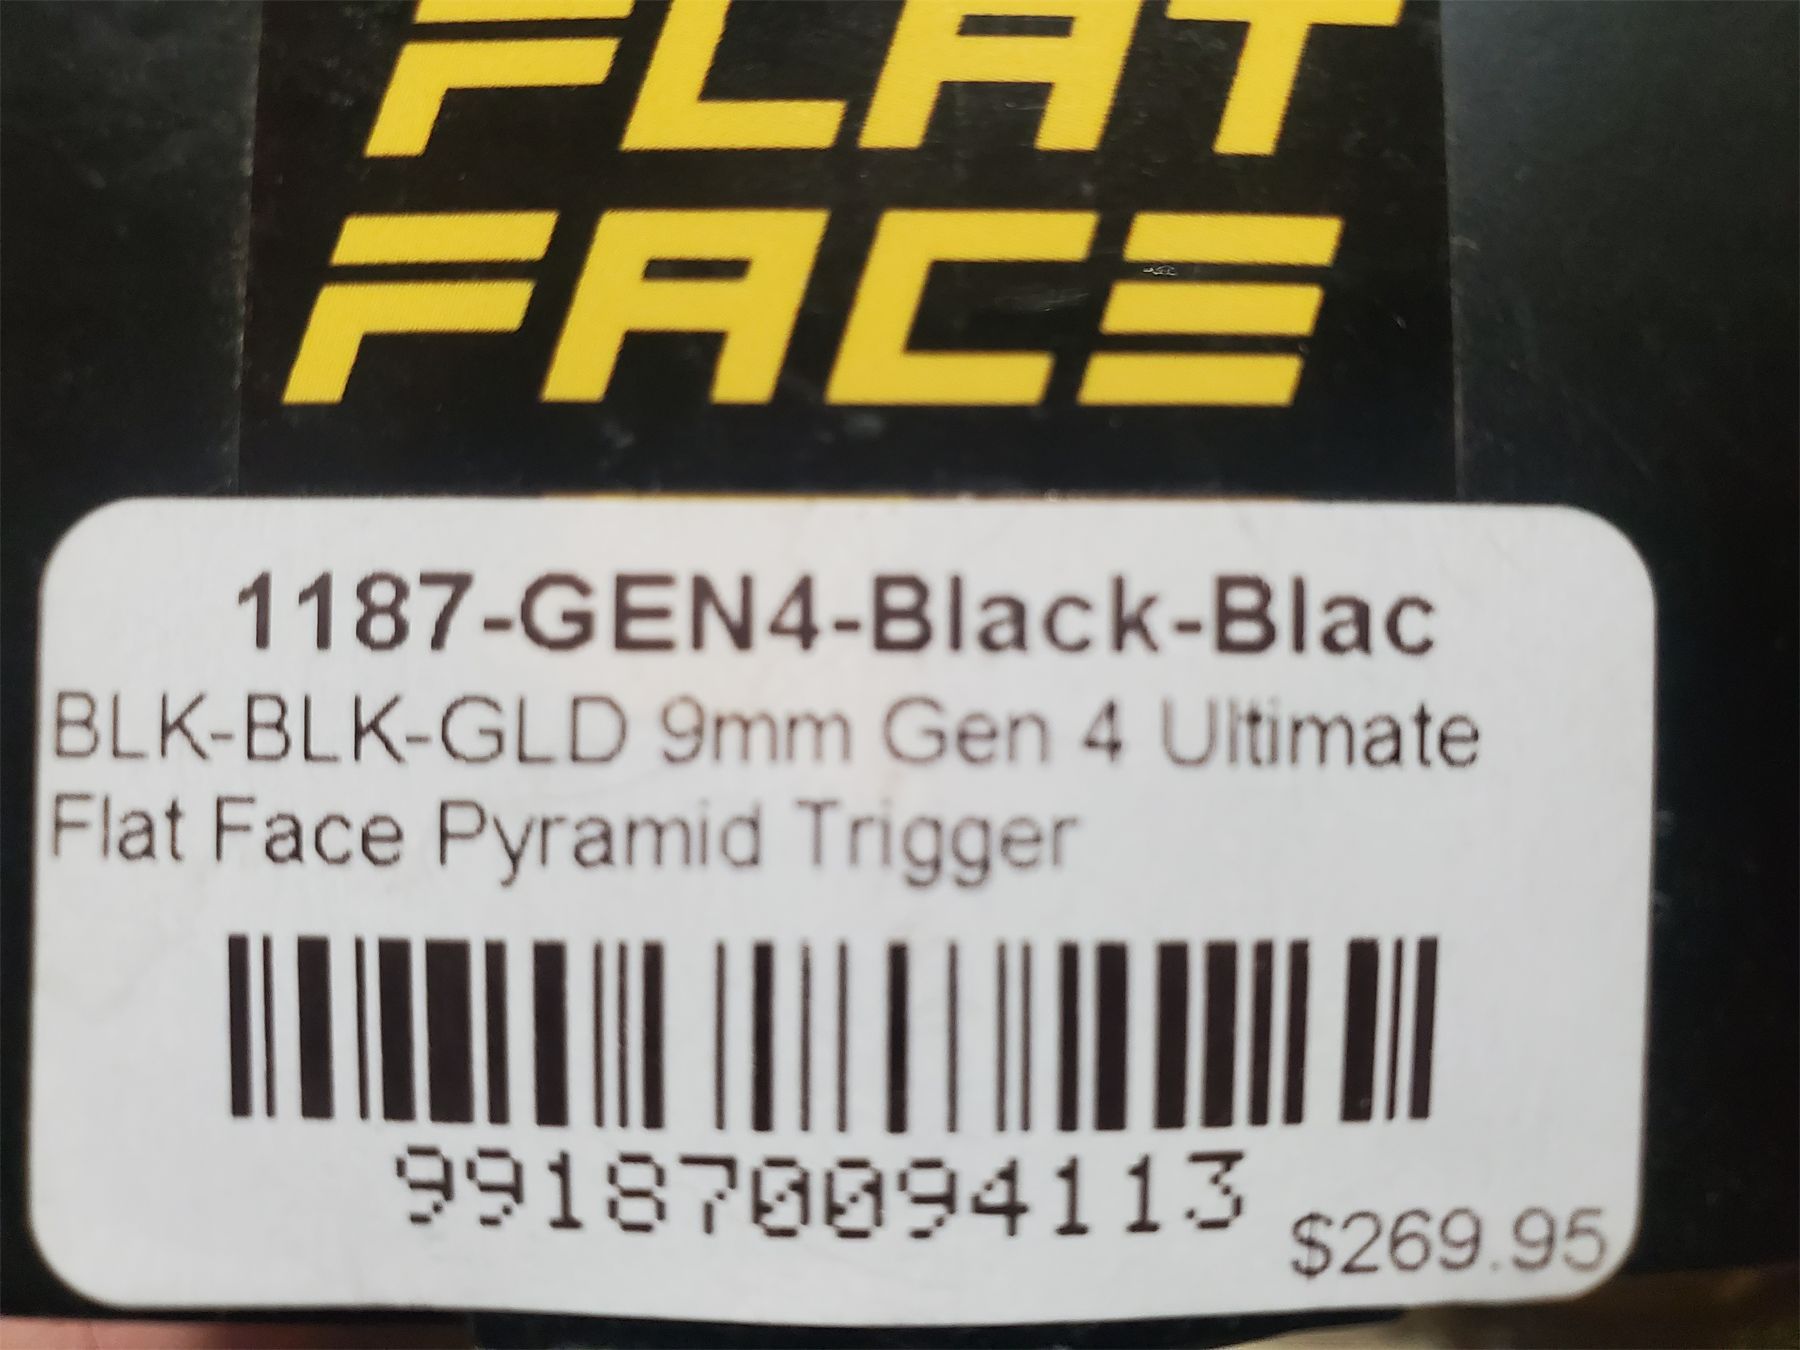 FLAT
FACE
1187-GEN4-Black-Blac
BLK-BLK-GLD 9mm Gen 4 Ultimate
Flat Face Pyramid Trigger
991870094113
$269.95